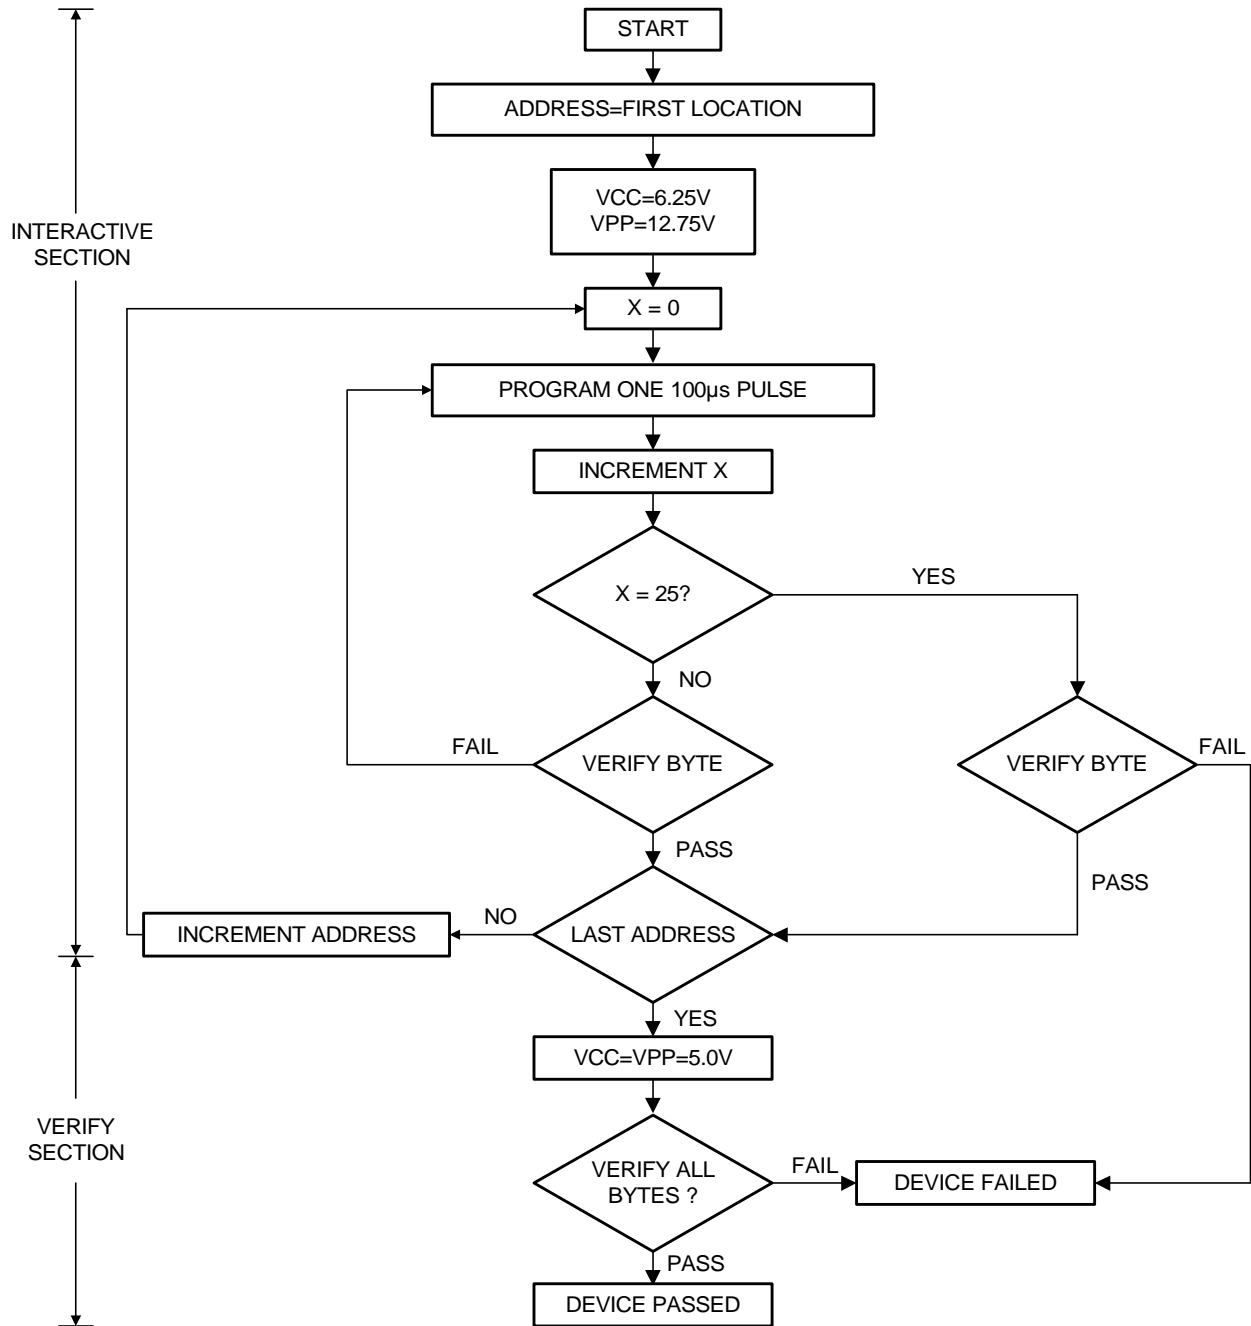 START
ADDRESS=FIRST LOCATION
VCC=6.25V
VPP=12.75V
INTERACTIVE
SECTION
X = 0
PROGRAM ONE 100µs PULSE
INCREMENT X
X = 25?
YES
NO
FAIL
VERIFY BYTE
VERIFY BYTE
FAIL
PASS
PASS
INCREMENT ADDRESS
NO
LAST ADDRESS
YES
VCC=VPP=5.0V
VERIFY
SECTION
VERIFY ALL
BYTES ?
FAIL
DEVICE FAILED
PASS
DEVICE PASSED